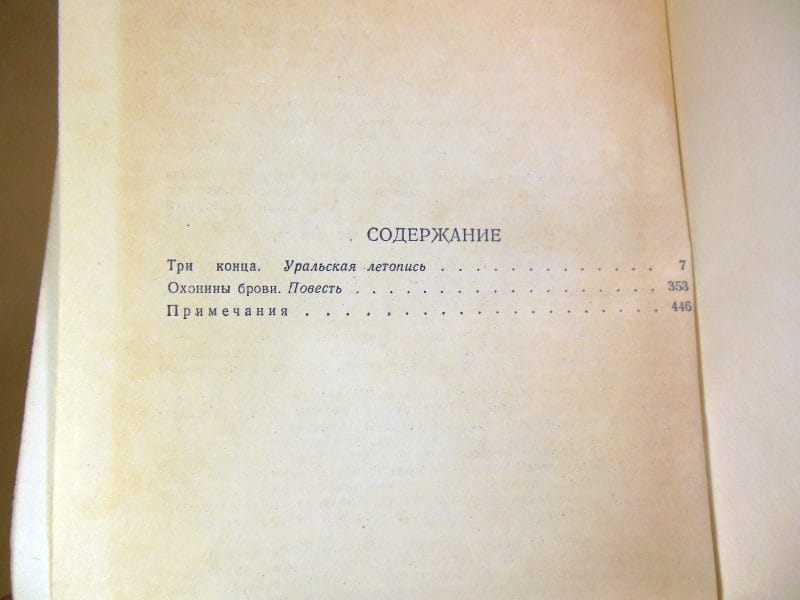 СОДЕРЖАНИЕ
Три конца. Уральская летопись . . . . . . . . . . . . . 7
Охонины брови. Повесть . . . . . . . . . . . . . . . . . 353
Примечания . . . . . . . . . . . . . . . . . . . 446